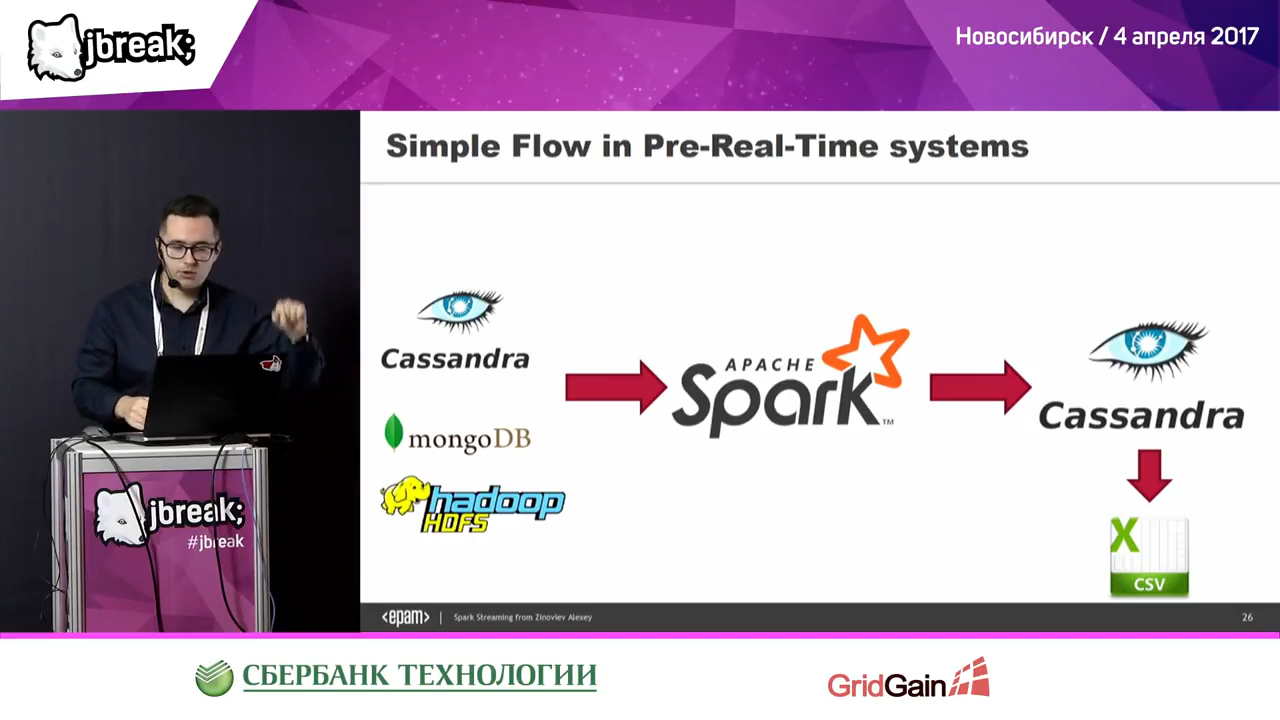 jbreak;
Новосибирск / 4 апреля 2017
Simple Flow in Pre-Real-Time systems
Cassandra
mongoDB
hadoop
HDFS
APACHE
Spark™
Cassandra
X
CSV
<epam> | Spark Streaming from Zinoviev Alexey
26
jbreak;
#jbreak
СБЕРБАНК ТЕХНОЛОГИИ
GridGain